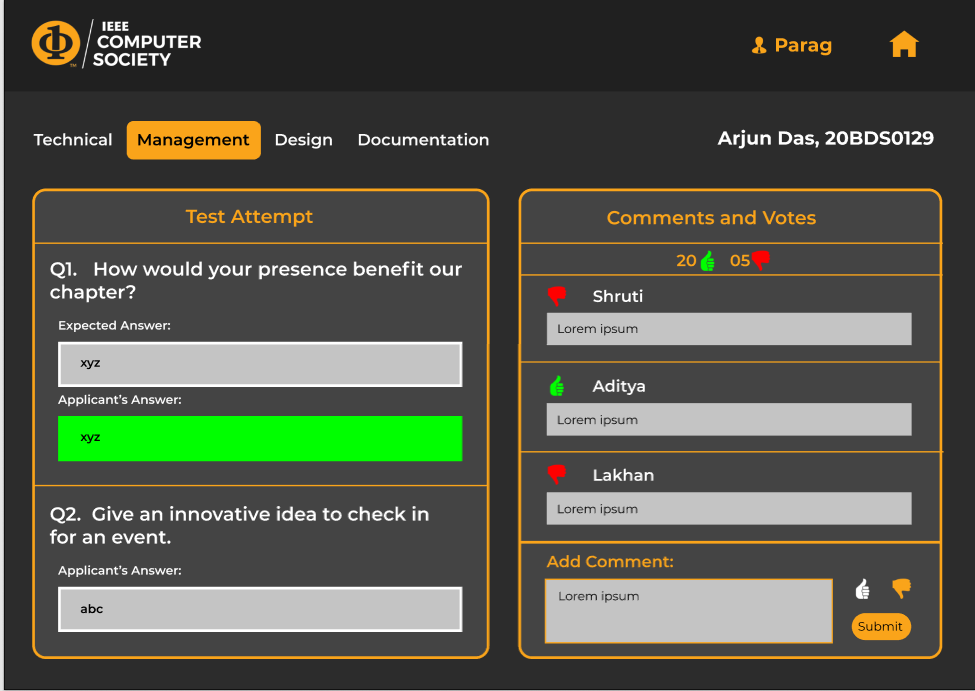 IEEE
COMPUTER
SOCIETY
TM
Parag
Technical Management Design Documentation
Arjun Das, 20BDS0129
Test Attempt
Q1. How would your presence benefit our
chapter?
Expected Answer:
xyz
Applicant's Answer:
xyz
Q2. Give an innovative idea to check in
for an event.
Applicant's Answer:
abc
Comments and Votes
20 05
Shruti
Lorem ipsum
Aditya
Lorem ipsum
Lakhan
Lorem ipsum
Add Comment:
Lorem ipsum
Submit